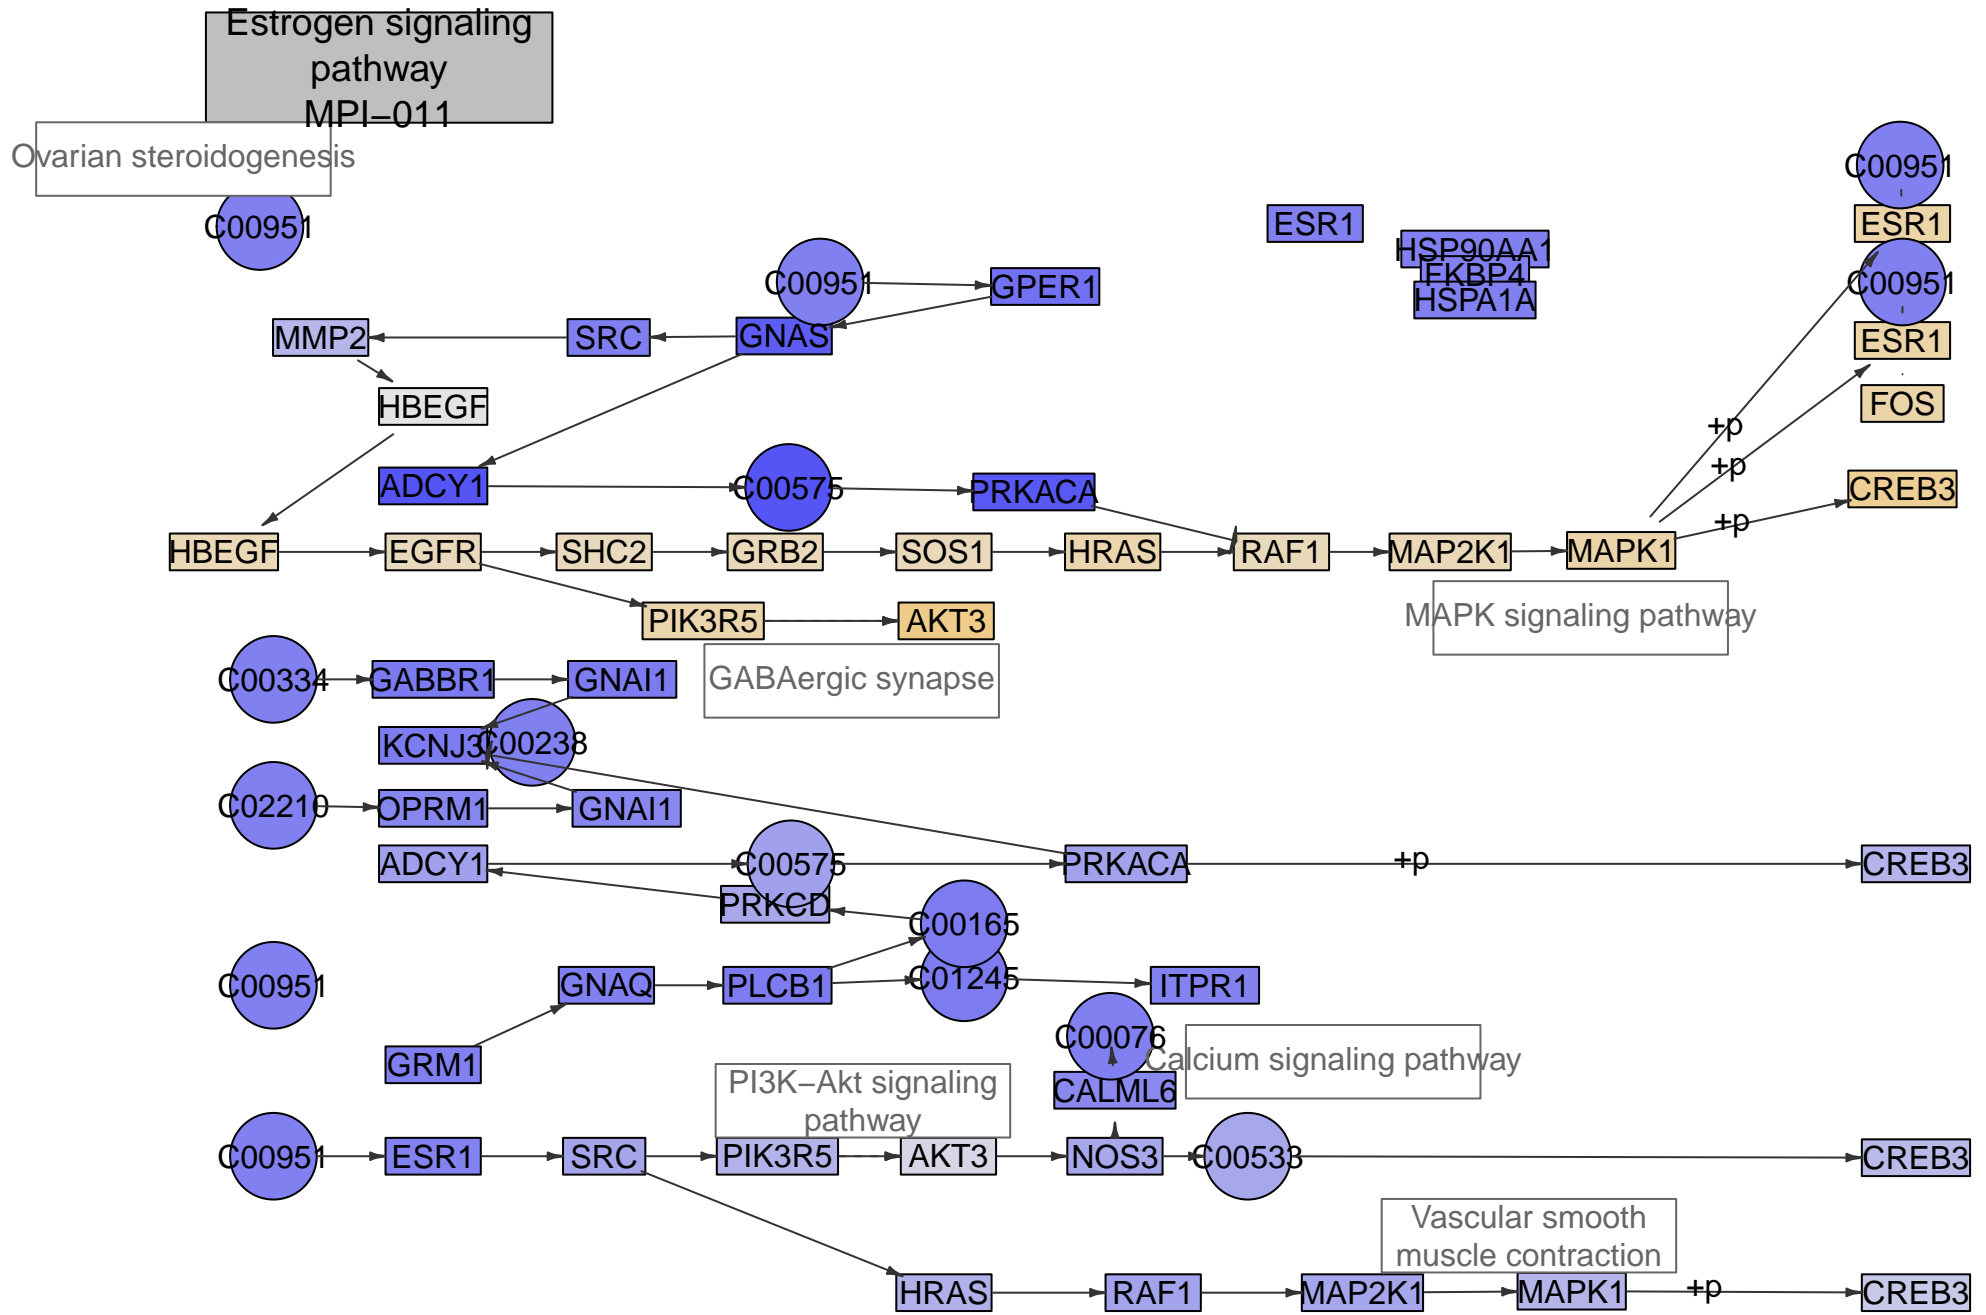 Estrogen signaling
pathway
MPI−011
Ovarian steroidogenesis
C00951
C00951
ESR1
ESR1
C00951
HSP90AA1
FKBP4
HSPA1A
C00951
GPER1
C00951
MMP2
SRC
GNAS
ESR1
HBEGF
FOS
+p
+p
ADCY1
C00575
PRKACA
CREB3
+p
HBEGF
EGFR
SHC2
GRB2
SOS1
HRAS
RAF1
MAP2K1
MAPK1
PIK3R5
AKT3
MAPK signaling pathway
C00334
GABBR1
GNAI1
GABAergic synapse
KCNJ3
C00238
C02210
OPRM1
GNAI1
ADCY1
C00575
PRKACA
+p
CREB3
PRKCD
C00165
C00951
GNAQ
PLCB1
C01245
ITPR1
C00076
Calcium signaling pathway
GRM1
CALML6
PI3K−Akt signaling
pathway
C00951
ESR1
SRC
PIK3R5
AKT3
NOS3
C00533
CREB3
Vascular smooth
muscle contraction
HRAS
RAF1
MAP2K1
MAPK1
+p
CREB3